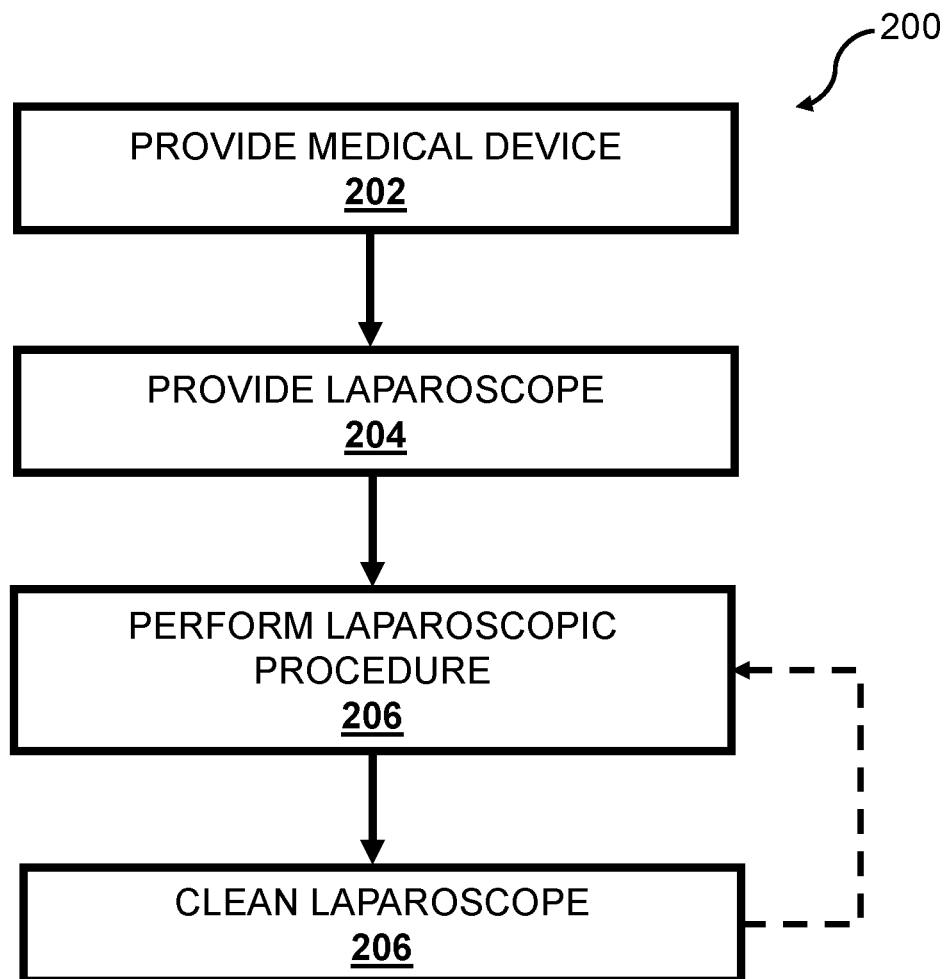 200
PROVIDE MEDICAL DEVICE
202
PROVIDE LAPAROSCOPE
204
PERFORM LAPAROSCOPIC
PROCEDURE
206
CLEAN LAPAROSCOPE
206